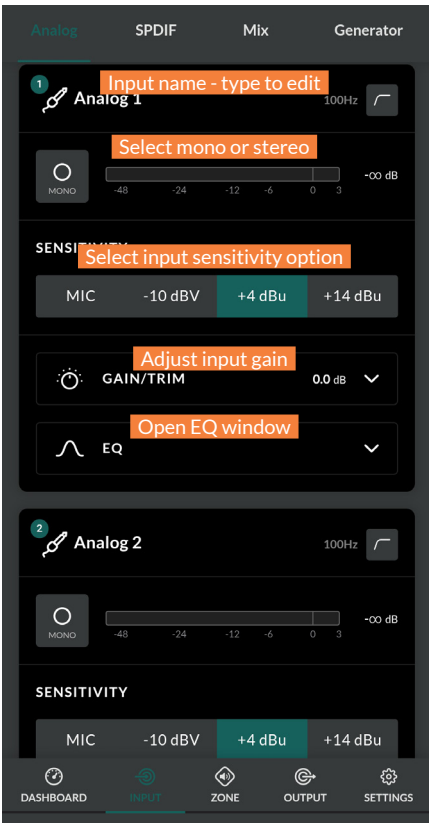 Analog SPDIF Mix Generator
Input name - type to edit
1 Analog 1 100Hz
Select mono or stereo
MONO -48 -24 -12 -6 0 3 -∞ dB
SENSITIVITY
Select input sensitivity option
MIC -10 dBV +4 dBu +14 dBu
Adjust input gain
GAIN/TRIM 0.0 dB
Open EQ window
EQ
2 Analog 2 100Hz
MONO -48 -24 -12 -6 0 3 -∞ dB
SENSITIVITY
MIC -10 dBV +4 dBu +14 dBu
DASHBOARD INPUT ZONE OUTPUT SETTINGS